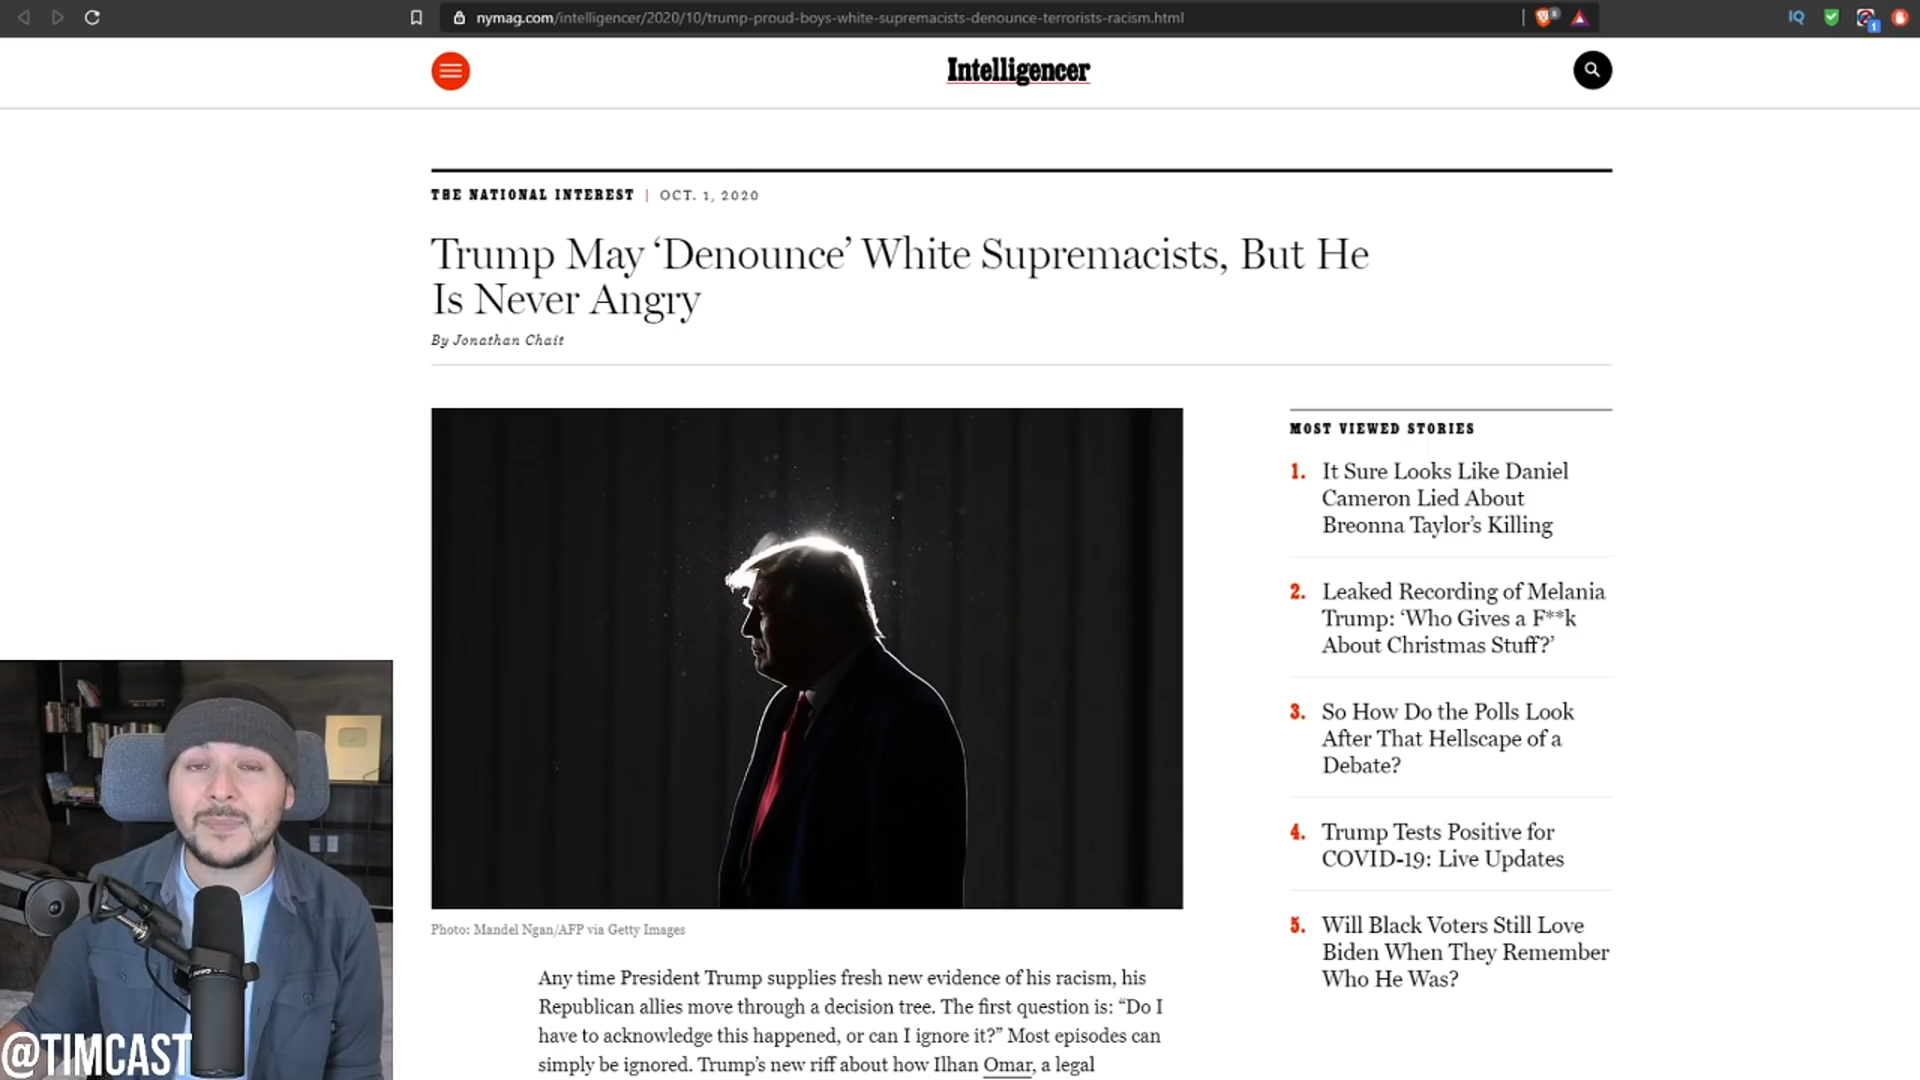 nymag.com/intelligencer/2020/10/trump-proud-boys-white-supremacists-denounce-terrorists-racism.html
IQ
Intelligencer
THE NATIONAL INTEREST | OCT. 1, 2020
Trump May ‘Denounce’ White Supremacists, But He
Is Never Angry
By Jonathan Chait
MOST VIEWED STORIES
1. It Sure Looks Like Daniel
Cameron Lied About
Breonna Taylor’s Killing
2. Leaked Recording of Melania
Trump: ‘Who Gives a F**k
About Christmas Stuff?’
3. So How Do the Polls Look
After That Hellscape of a
Debate?
4. Trump Tests Positive for
COVID-19: Live Updates
5. Will Black Voters Still Love
Biden When They Remember
Who He Was?
Photo: Mandel Ngan/AFP via Getty Images
Any time President Trump supplies fresh new evidence of his racism, his
Republican allies move through a decision tree. The first question is: “Do I
have to acknowledge this happened, or can I ignore it?” Most episodes can
simply be ignored. Trump’s new riff about how Ilhan Omar, a legal
@TIMCAST